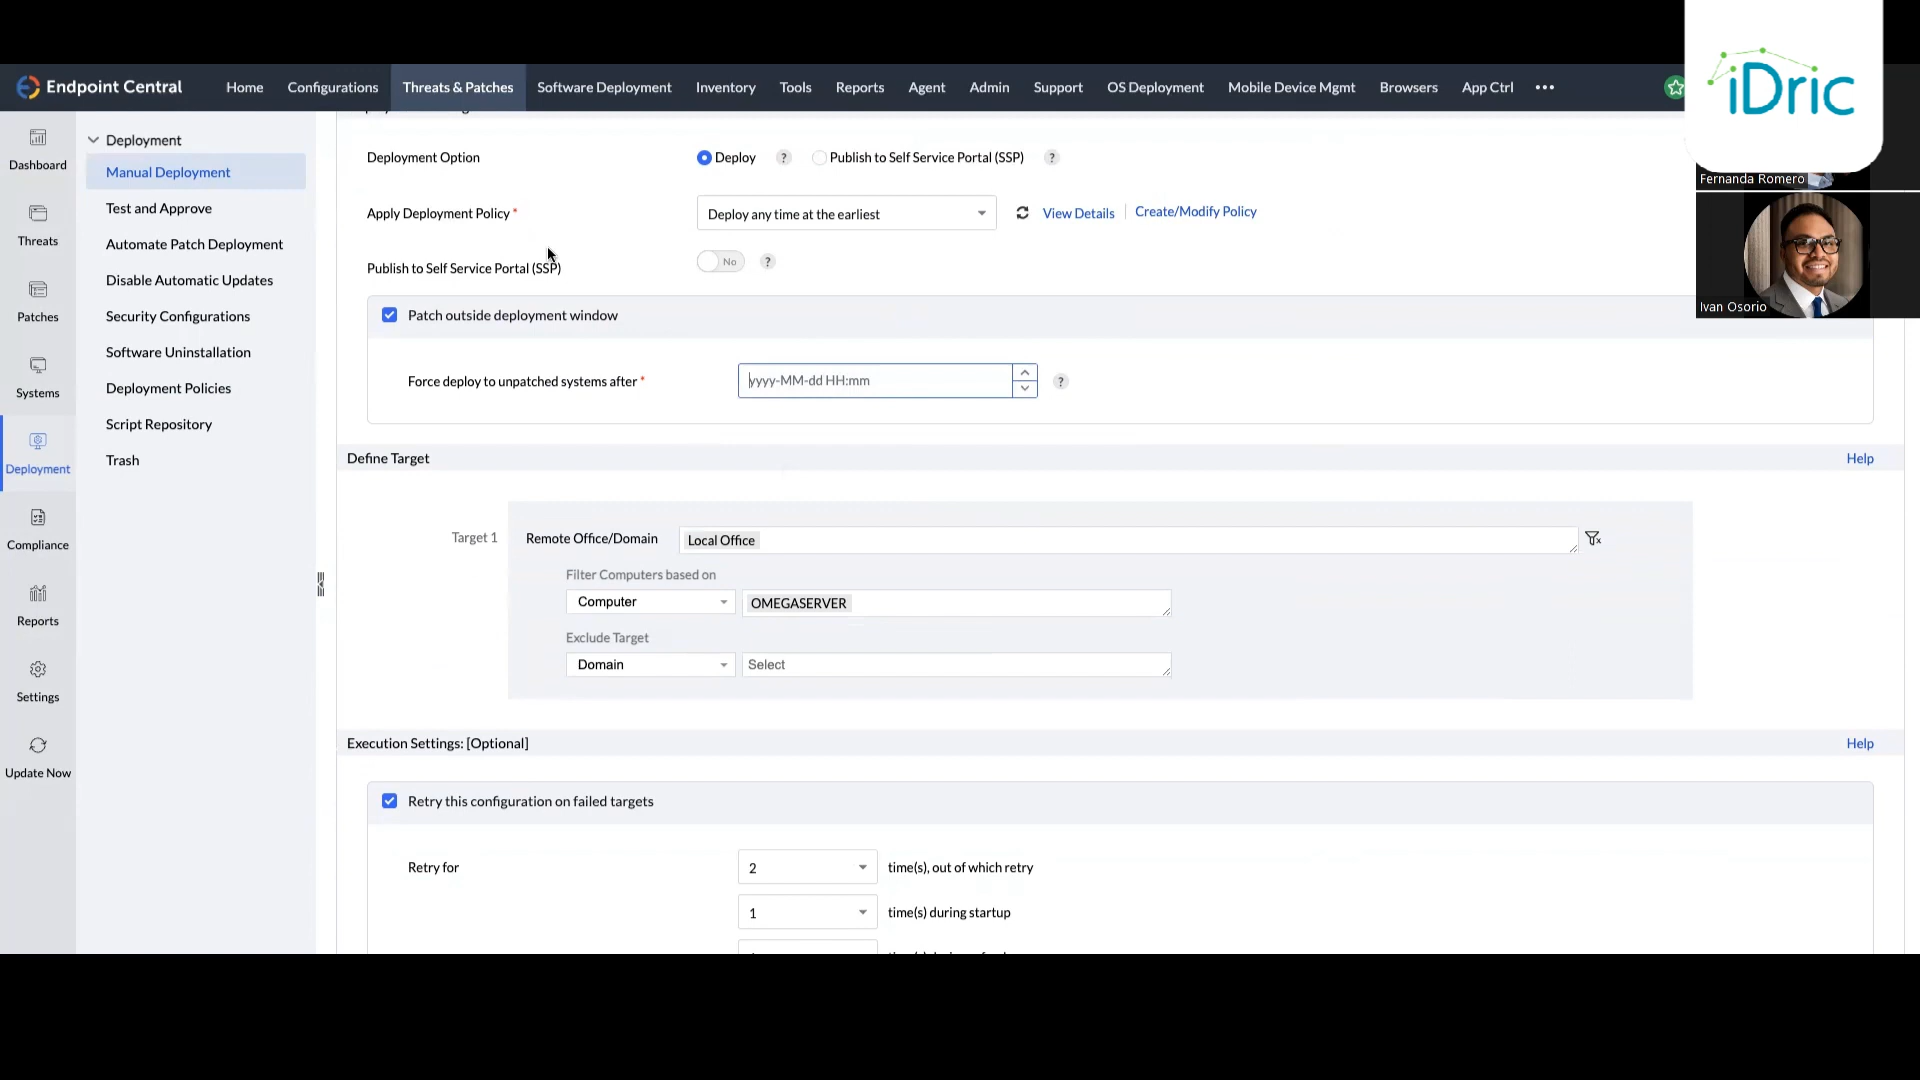 Endpoint Central
Home
Configurations
Threats & Patches
Software Deployment
Inventory
Tools
Reports
Agent
Admin
Support
OS Deployment
Mobile Device Mgmt
Browsers
App Ctrl
iDric
Fernanda Romero
Ivan Osorio
Dashboard
Threats
Patches
Systems
Deployment
Compliance
Reports
Settings
Update Now
Deployment
Manual Deployment
Test and Approve
Automate Patch Deployment
Disable Automatic Updates
Security Configurations
Software Uninstallation
Deployment Policies
Script Repository
Trash
Deployment Option
Deploy ?
Publish to Self Service Portal (SSP) ?
Apply Deployment Policy *
Deploy any time at the earliest
View Details
Create/Modify Policy
Publish to Self Service Portal (SSP)
No ?
Patch outside deployment window
Force deploy to unpatched systems after *
yyyy-MM-dd HH:mm
?
Define Target
Help
Target 1
Remote Office/Domain
Local Office
Filter Computers based on
Computer
OMEGASERVER
Exclude Target
Domain
Select
Execution Settings: [Optional]
Help
Retry this configuration on failed targets
Retry for
2
time(s), out of which retry
1
time(s) during startup